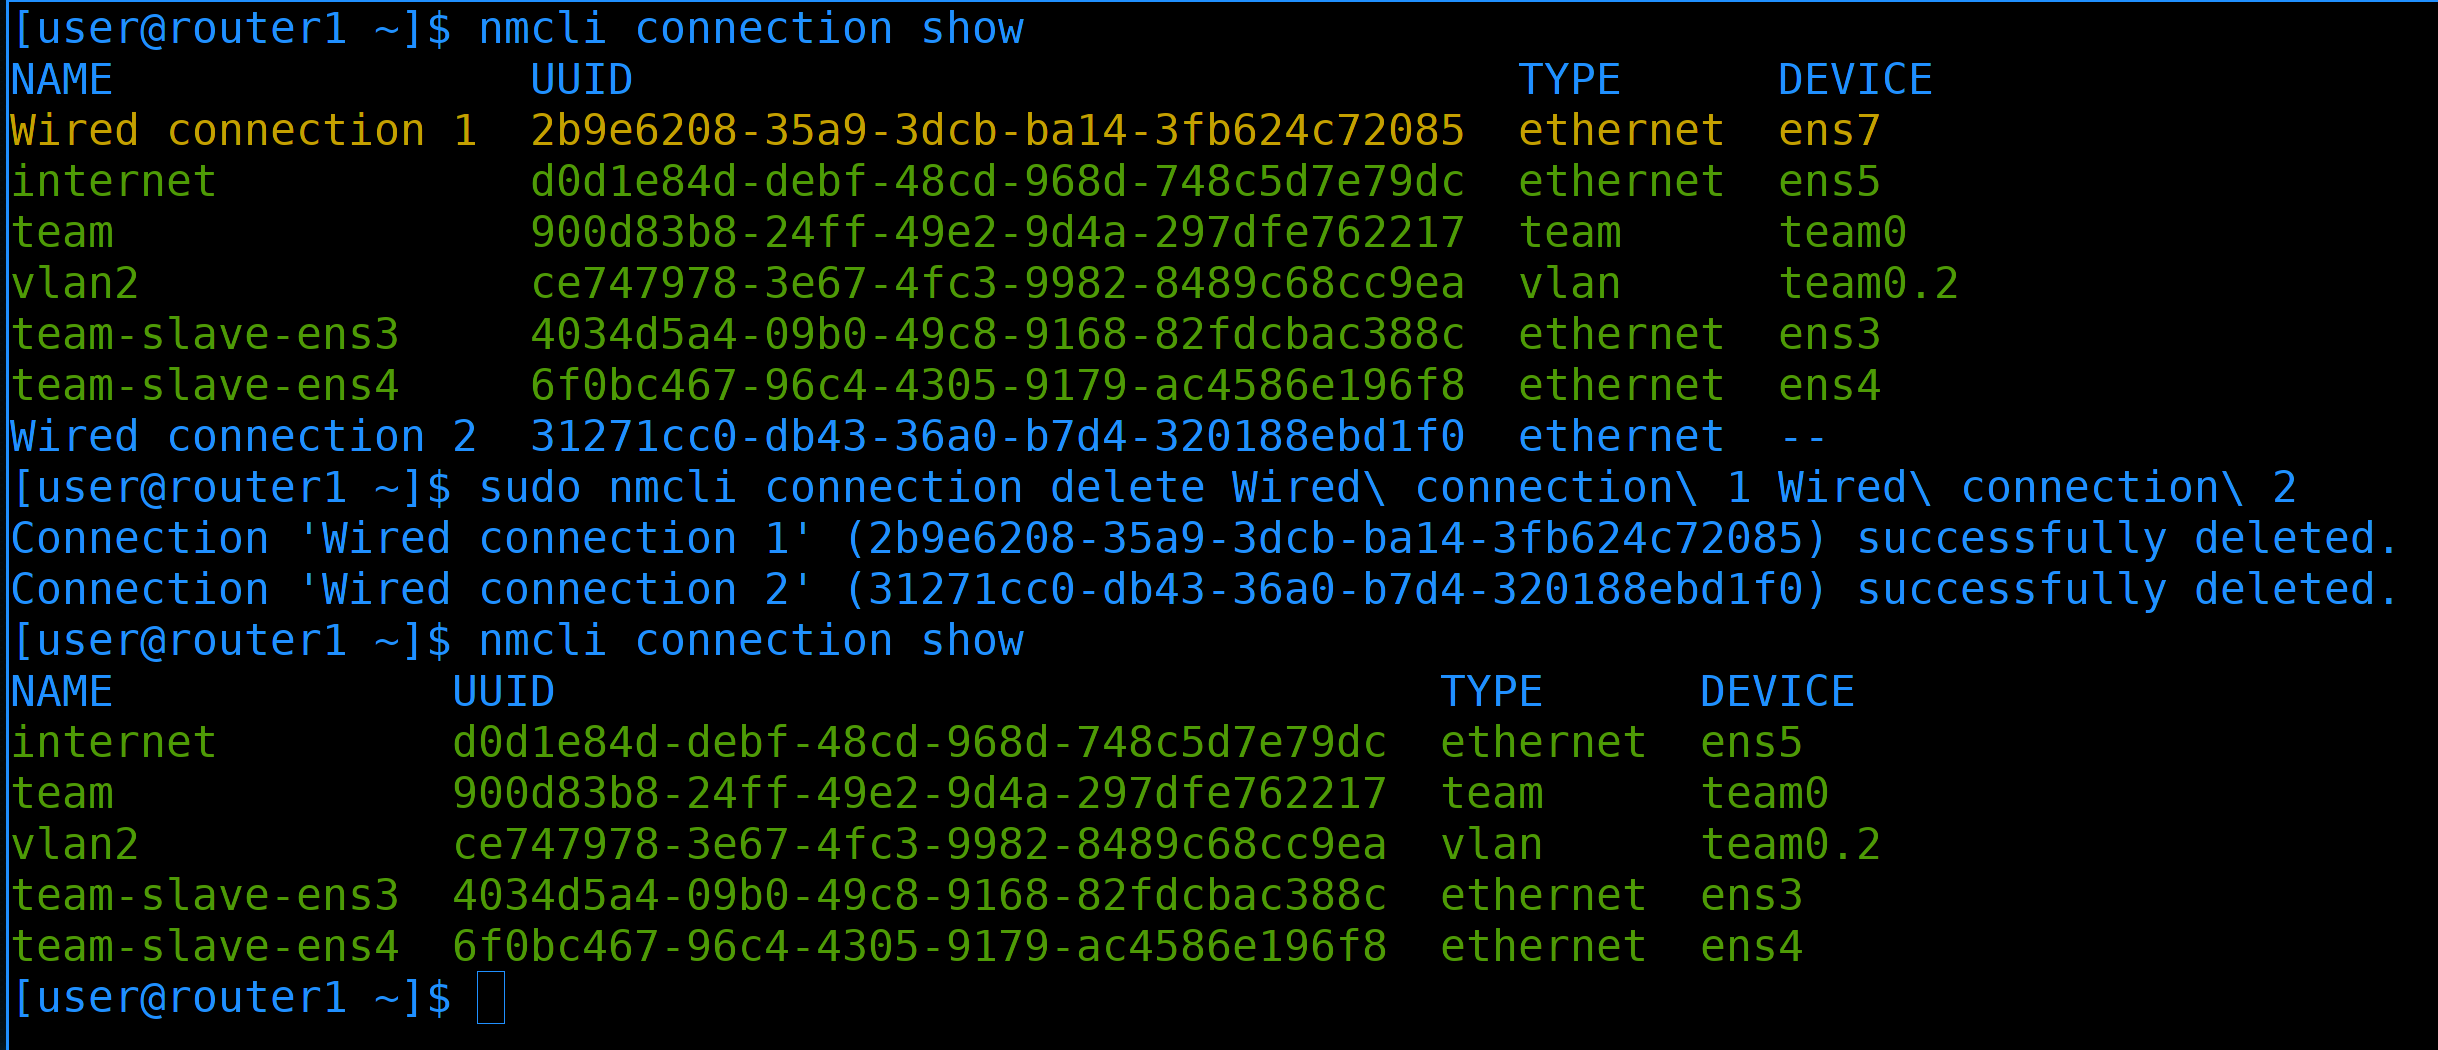 [user@router1 ~]$ nmcli connection show
NAME                UUID                                  TYPE      DEVICE
Wired connection 1  2b9e6208-35a9-3dcb-ba14-3fb624c72085  ethernet  ens7
internet            d0d1e84d-debf-48cd-968d-748c5d7e79dc  ethernet  ens5
team                900d83b8-24ff-49e2-9d4a-297dfe762217  team      team0
vlan2               ce747978-3e67-4fc3-9982-8489c68cc9ea  vlan      team0.2
team-slave-ens3     4034d5a4-09b0-49c8-9168-82fdcbac388c  ethernet  ens3
team-slave-ens4     6f0bc467-96c4-4305-9179-ac4586e196f8  ethernet  ens4
Wired connection 2  31271cc0-db43-36a0-b7d4-320188ebd1f0  ethernet  --
[user@router1 ~]$ sudo nmcli connection delete Wired\ connection\ 1 Wired\ connection\ 2
Connection 'Wired connection 1' (2b9e6208-35a9-3dcb-ba14-3fb624c72085) successfully deleted.
Connection 'Wired connection 2' (31271cc0-db43-36a0-b7d4-320188ebd1f0) successfully deleted.
[user@router1 ~]$ nmcli connection show
NAME             UUID                                  TYPE      DEVICE
internet         d0d1e84d-debf-48cd-968d-748c5d7e79dc  ethernet  ens5
team             900d83b8-24ff-49e2-9d4a-297dfe762217  team      team0
vlan2            ce747978-3e67-4fc3-9982-8489c68cc9ea  vlan      team0.2
team-slave-ens3  4034d5a4-09b0-49c8-9168-82fdcbac388c  ethernet  ens3
team-slave-ens4  6f0bc467-96c4-4305-9179-ac4586e196f8  ethernet  ens4
[user@router1 ~]$